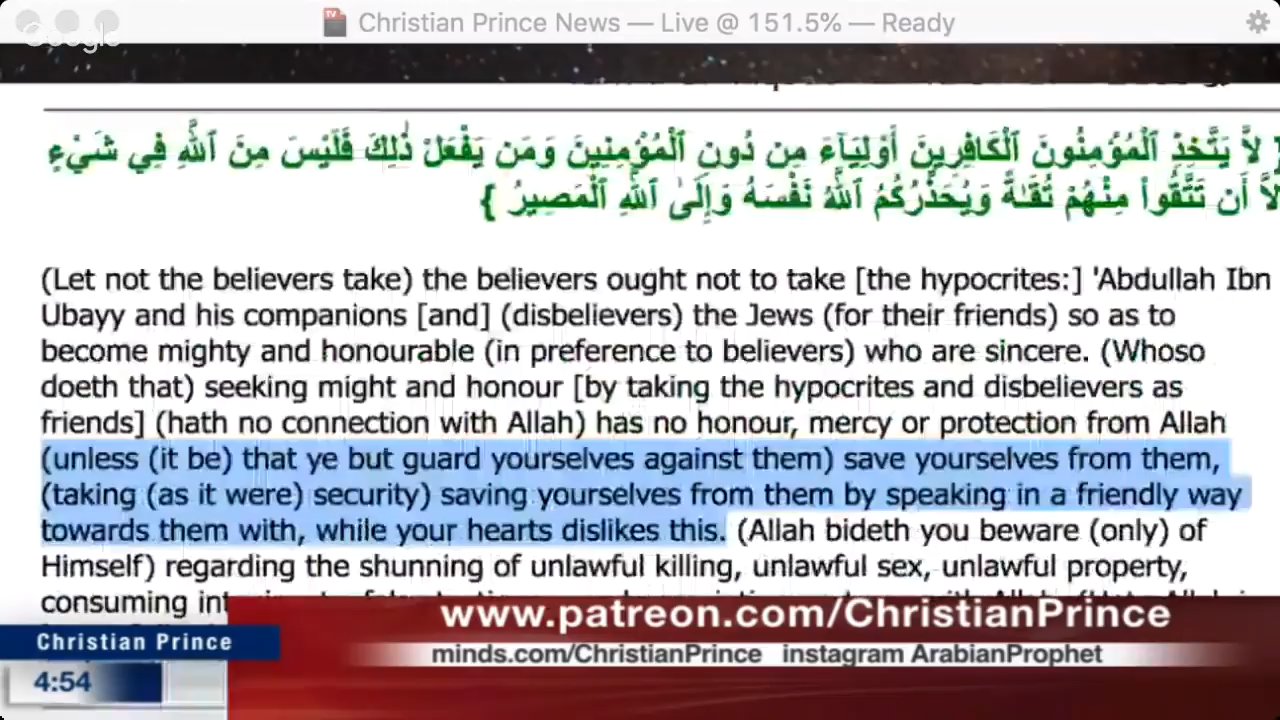 Christian Prince News — Live @ 151.5% — Ready
Google
لاَّ يَتَّخِذِ ٱلْمُؤْمِنُونَ ٱلْكَافِرِينَ أَوْلِيَآءَ مِن دُونِ ٱلْمُؤْمِنِينَ وَمَن يَفْعَلْ ذٰلِكَ فَلَيْسَ مِنَ ٱللَّهِ فِي شَيْءٍ
أَن تَتَّقُواْ مِنْهُمْ تُقَـٰةً وَيُحَذِّرُكُمُ ٱللَّهُ نَفْسَهُ وَإِلَىٰ ٱللَّهِ ٱلْمَصِيرُ }
(Let not the believers take) the believers ought not to take [the hypocrites:] 'Abdullah Ibn
Ubayy and his companions [and] (disbelievers) the Jews (for their friends) so as to
become mighty and honourable (in preference to believers) who are sincere. (Whoso
doeth that) seeking might and honour [by taking the hypocrites and disbelievers as
friends] (hath no connection with Allah) has no honour, mercy or protection from Allah
(unless (it be) that ye but guard yourselves against them) save yourselves from them,
(taking (as it were) security) saving yourselves from them by speaking in a friendly way
towards them with, while your hearts dislikes this. (Allah bideth you beware (only) of
Himself) regarding the shunning of unlawful killing, unlawful sex, unlawful property,
consuming
www.patreon.com/ChristianPrince
Christian Prince
minds.com/ChristianPrince instagram ArabianProphet
4:54